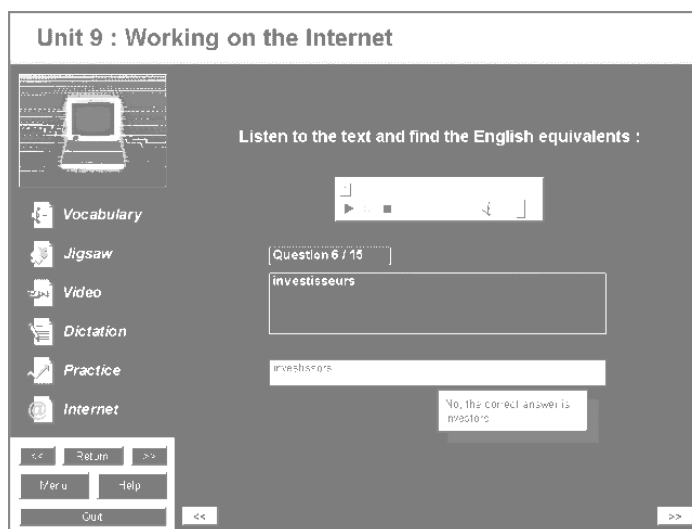 Unit 9 : Working on the Internet
Listen to the text and find the English equivalents :
Vocabulary
Jigsaw
Video
Dictation
Practice
Internet
Question 6 / 15
investisseurs
investissors
No, the correct answer is
investors
<< Return >>
Menu Help
Quit
<< >>